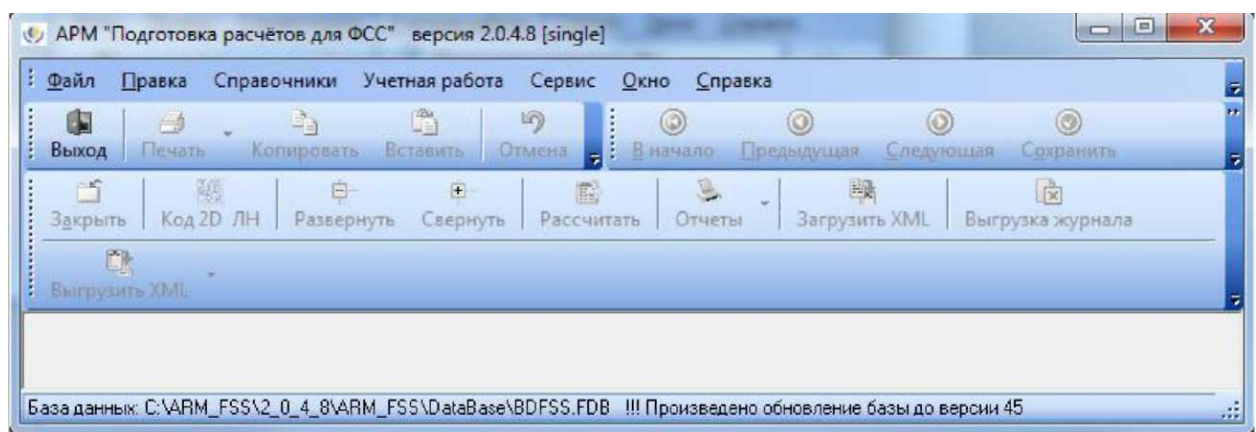 АРМ "Подготовка расчётов для ФСС" версия 2.0.4.8 [single]
Файл Правка Справочники Учетная работа Сервис Окно Справка
Выход Печать Копировать Вставить Отмена В начало Предыдущая Следующая Сохранить
Закрыть Код 2D ЛН Развернуть Свернуть Рассчитать Отчеты Загрузить XML Выгрузка журнала
Выгрузить XML
База данных: C:\ARM_FSS\2_0_4_8\ARM_FSS\DataBase\BDFSS.FDB !!! Произведено обновление базы до версии 45